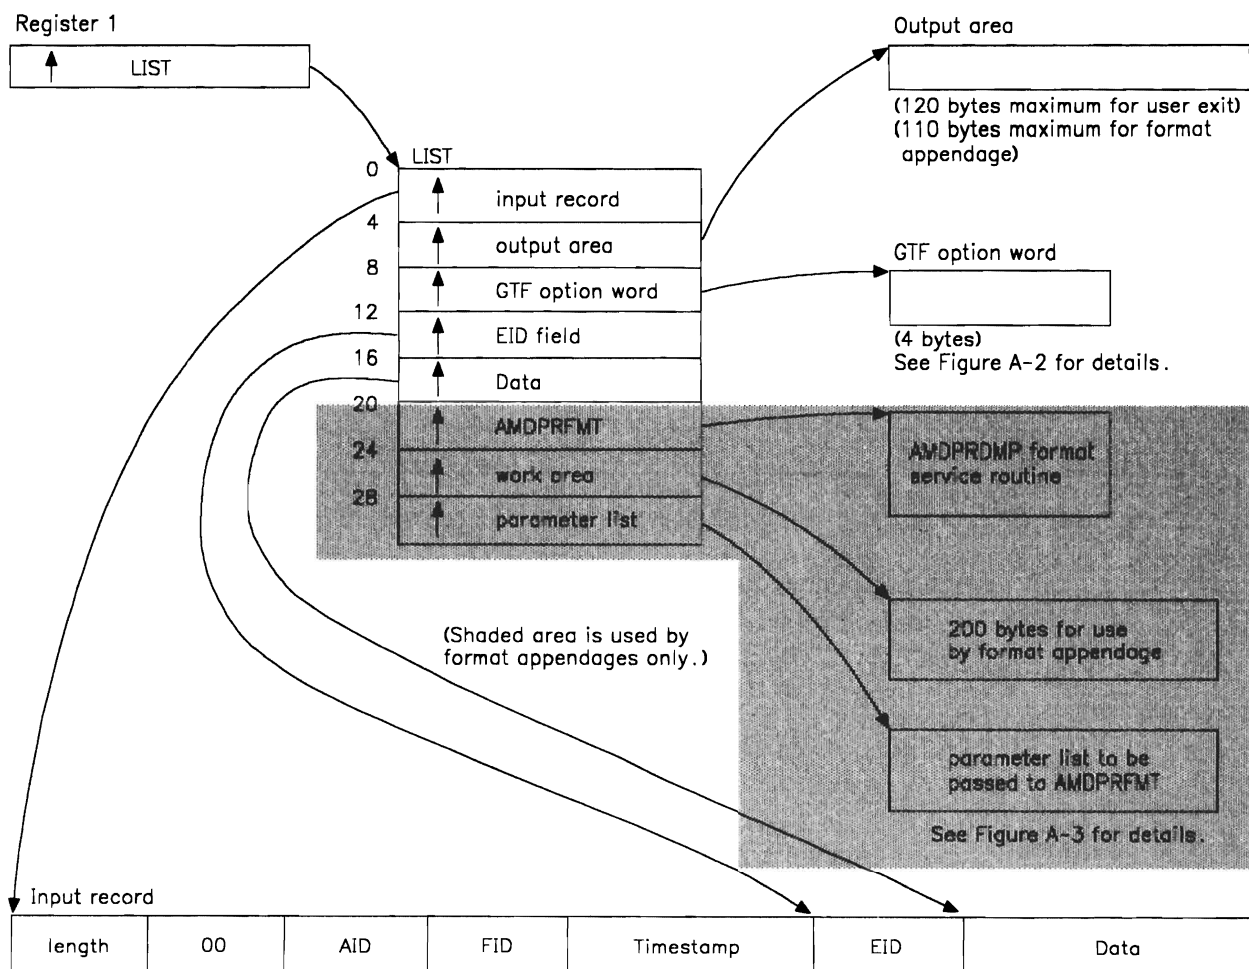 Register 1
LIST
Output area
(120 bytes maximum for user exit)
(110 bytes maximum for format
appendage)
LIST
0
input record
4
output area
8
GTF option word
12
EID field
16
Data
20
AMDPRFMT
24
work area
28
parameter list
GTF option word
(4 bytes)
See Figure A-2 for details.
AMDPRDMP format
service routine
200 bytes for use
by format appendage
(Shaded area is used by
format appendages only.)
parameter list to be
passed to AMDPRFMT
See Figure A-3 for details.
Input record
length
00
AID
FID
Timestamp
EID
Data